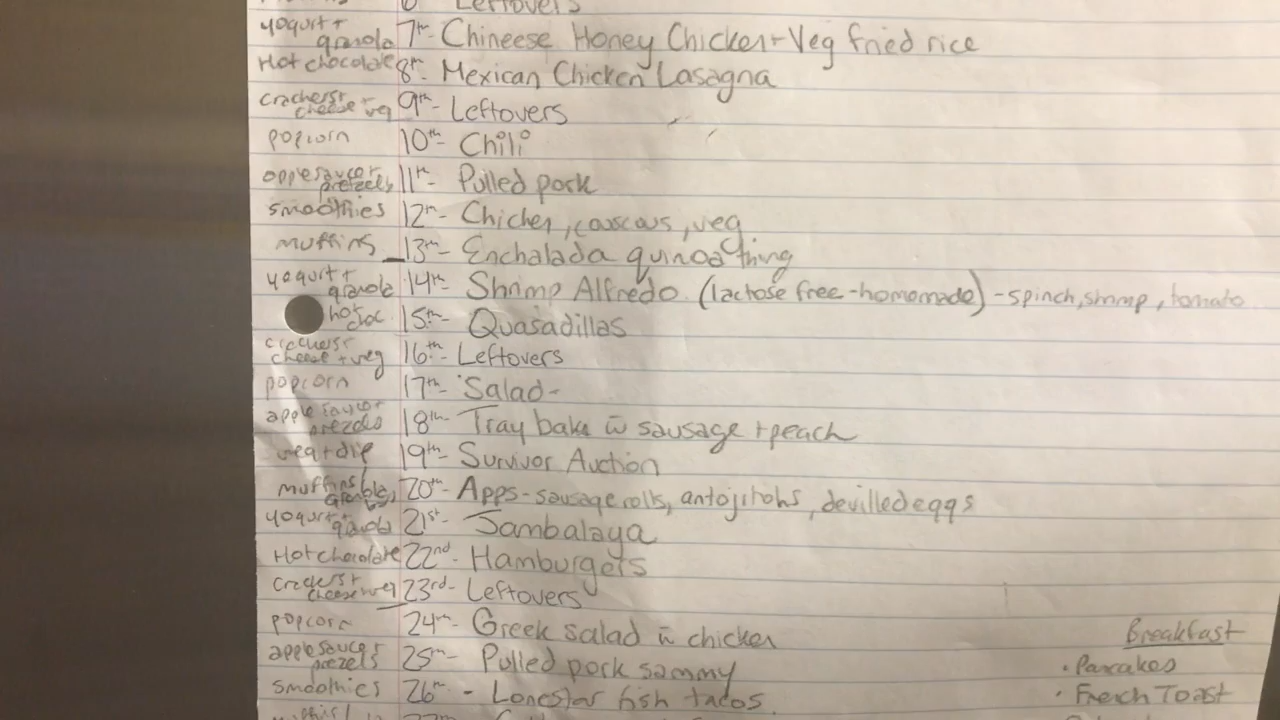 Leftovers
yogurt +
granola 7th- Chineese Honey Chicken + Veg fried rice
Hot chocolate 8th- Mexican Chicken Lasagna
crackers +
cheese + veg 9th- Leftovers
popcorn 10th- Chili
applesauce +
pretzels 11th- Pulled pork
smoothies 12th- Chicken, couscous, veg
muffins 13th- Enchalada quinoa thing
yogurt +
granola 14th- Shrimp Alfredo (lactose free-homemade) - spinch, shrimp, tomato
hot choc 15th- Quasadillas
crackers +
cheese + veg 16th- Leftovers
popcorn 17th- Salad-
apple sauce +
prezels 18th- Tray bake w sausage + peach
veg + dip 19th- Survivor Auction
muffins 20th- Apps- sausage rolls, antojitohs, devilled eggs
yogurt +
granola 21st- Jambalaya
Hot chocolate 22nd- Hamburgers
crackers +
cheese + veg 23rd- Leftovers
popcorn 24th- Greek salad w chicken
applesauce +
prezels 25th- Pulled pork sammy
smoothies 26th - Lonestar fish tacos
Breakfast
· Pancakes
· French Toast